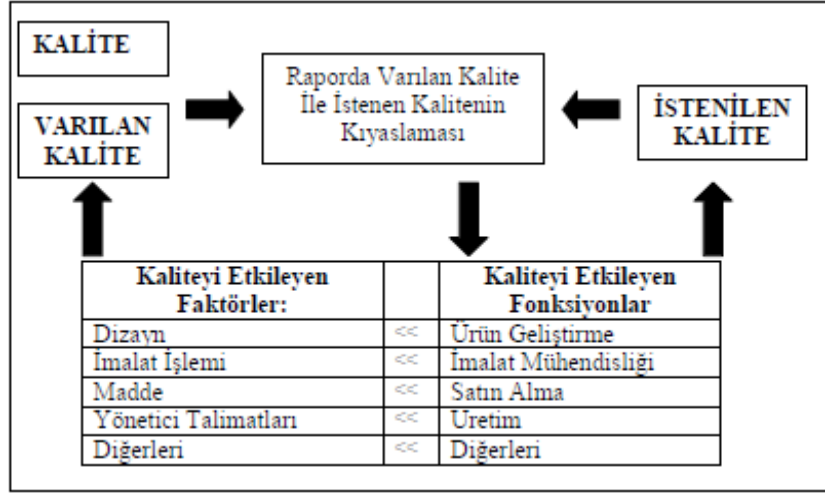 KALİTE
VARILAN
KALİTE
Raporda Varılan Kalite
İle İstenen Kalitenin
Kıyaslaması
İSTENİLEN
KALİTE
Kaliteyi Etkileyen
Faktörler:
Kaliteyi Etkileyen
Fonksiyonlar
Dizayn << Ürün Geliştirme
İmalat İşlemi << İmalat Mühendisliği
Madde << Satın Alma
Yönetici Talimatları << Uretim
Diğerleri << Diğerleri